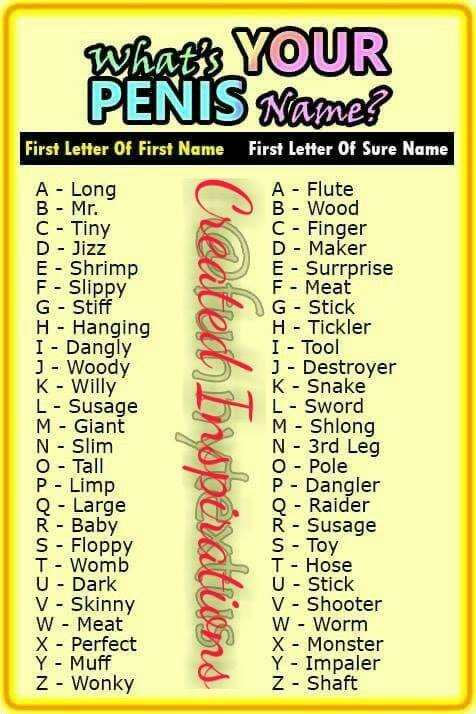 What's YOUR
PENIS Name?
First Letter Of First Name First Letter Of Sure Name
A - Long
B - Mr.
C - Tiny
D - Jizz
E - Shrimp
F - Slippy
G - Stiff
H - Hanging
I - Dangly
J - Woody
K - Willy
L - Susage
M - Giant
N - Slim
O - Tall
P - Limp
Q - Large
R - Baby
S - Floppy
T - Womb
U - Dark
V - Skinny
W - Meat
X - Perfect
Y - Muff
Z - Wonky
Created Inspirations
A - Flute
B - Wood
C - Finger
D - Maker
E - Surrprise
F - Meat
G - Stick
H - Tickler
I - Tool
J - Destroyer
K - Snake
L - Sword
M - Shlong
N - 3rd Leg
O - Pole
P - Dangler
Q - Raider
R - Susage
S - Toy
T - Hose
U - Stick
V - Shooter
W - Worm
X - Monster
Y - Impaler
Z - Shaft